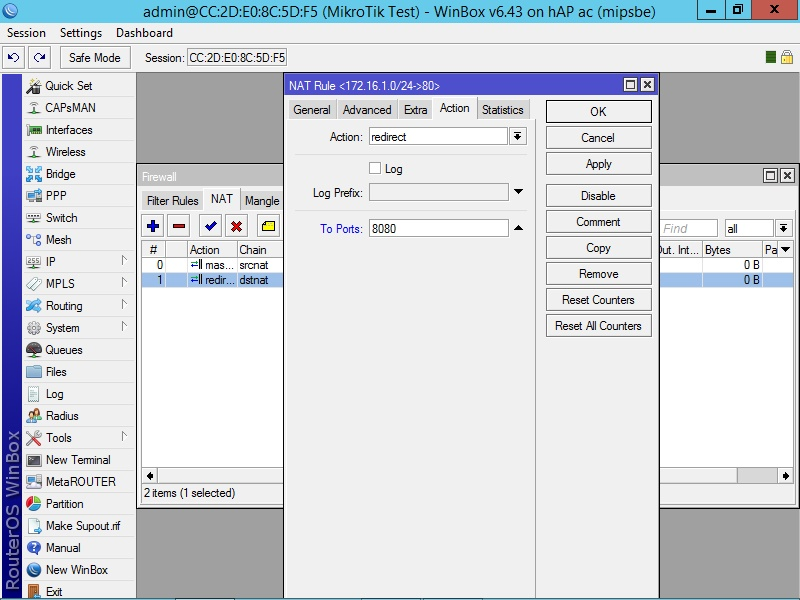 admin@CC:2D:E0:8C:5D:F5 (MikroTik Test) - WinBox v6.43 on hAP ac (mipsbe)
Session Settings Dashboard
Safe Mode Session: CC:2D:E0:8C:5D:F5
Quick Set
CAPsMAN
Interfaces
Wireless
Bridge
PPP
Switch
Mesh
IP
MPLS
Routing
System
Queues
Files
Log
Radius
Tools
New Terminal
MetaROUTER
Partition
Make Supout.rif
Manual
New WinBox
Exit
RouterOS WinBox
Firewall
Filter Rules NAT Mangle
Find all
# Action Chain Out. Int... Bytes Pa
0 mas... srcnat 0 B
1 redir... dstnat 0 B
2 items (1 selected)
NAT Rule <172.16.1.0/24->80>
General Advanced Extra Action Statistics
Action: redirect
Log
Log Prefix:
To Ports: 8080
OK
Cancel
Apply
Disable
Comment
Copy
Remove
Reset Counters
Reset All Counters